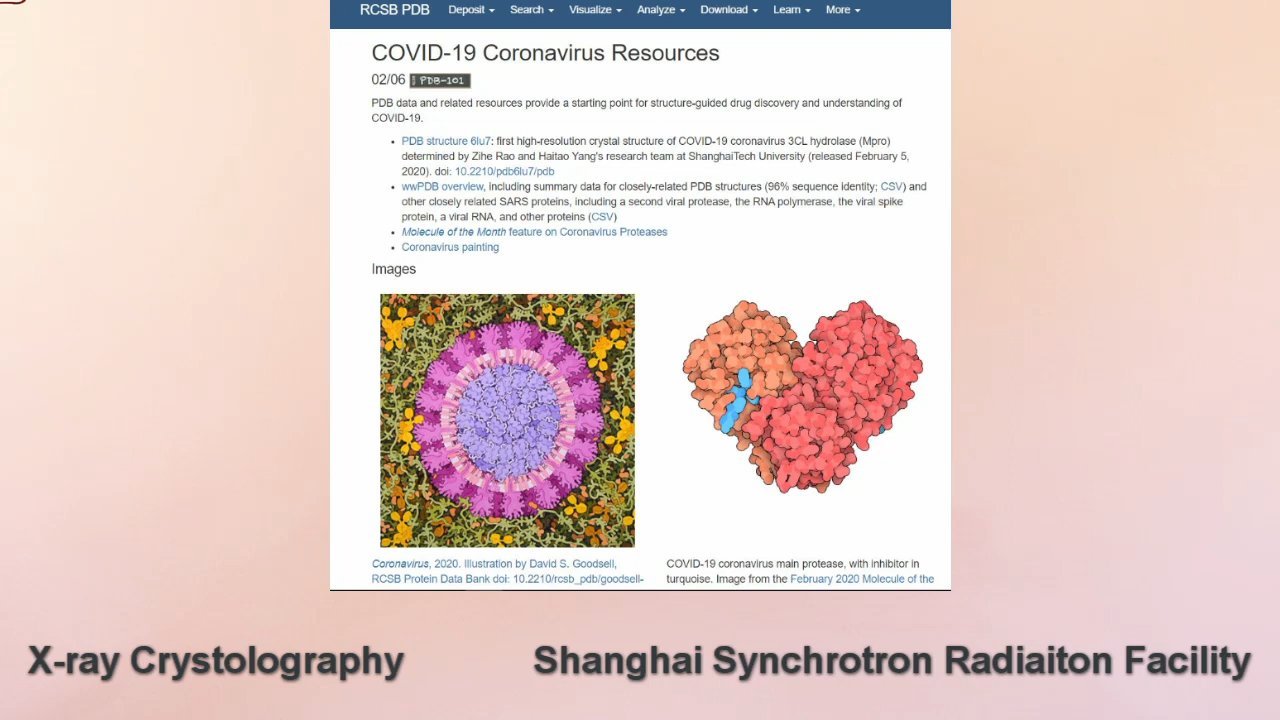 RCSB PDB Deposit Search Visualize Analyze Download Learn More
COVID-19 Coronavirus Resources
02/06 PDB-101
PDB data and related resources provide a starting point for structure-guided drug discovery and understanding of
COVID-19.
PDB structure 6lu7: first high-resolution crystal structure of COVID-19 coronavirus 3CL hydrolase (Mpro)
determined by Zihe Rao and Haitao Yang's research team at ShanghaiTech University (released February 5,
2020). doi: 10.2210/pdb6lu7/pdb
wwPDB overview, including summary data for closely-related PDB structures (96% sequence identity; CSV) and
other closely related SARS proteins, including a second viral protease, the RNA polymerase, the viral spike
protein, a viral RNA, and other proteins (CSV)
Molecule of the Month feature on Coronavirus Proteases
Coronavirus painting
Images
Coronavirus, 2020. Illustration by David S. Goodsell,
RCSB Protein Data Bank doi: 10.2210/rcsb_pdb/goodsell-
COVID-19 coronavirus main protease, with inhibitor in
turquoise. Image from the February 2020 Molecule of the
X-ray Crystolography
Shanghai Synchrotron Radiaiton Facility